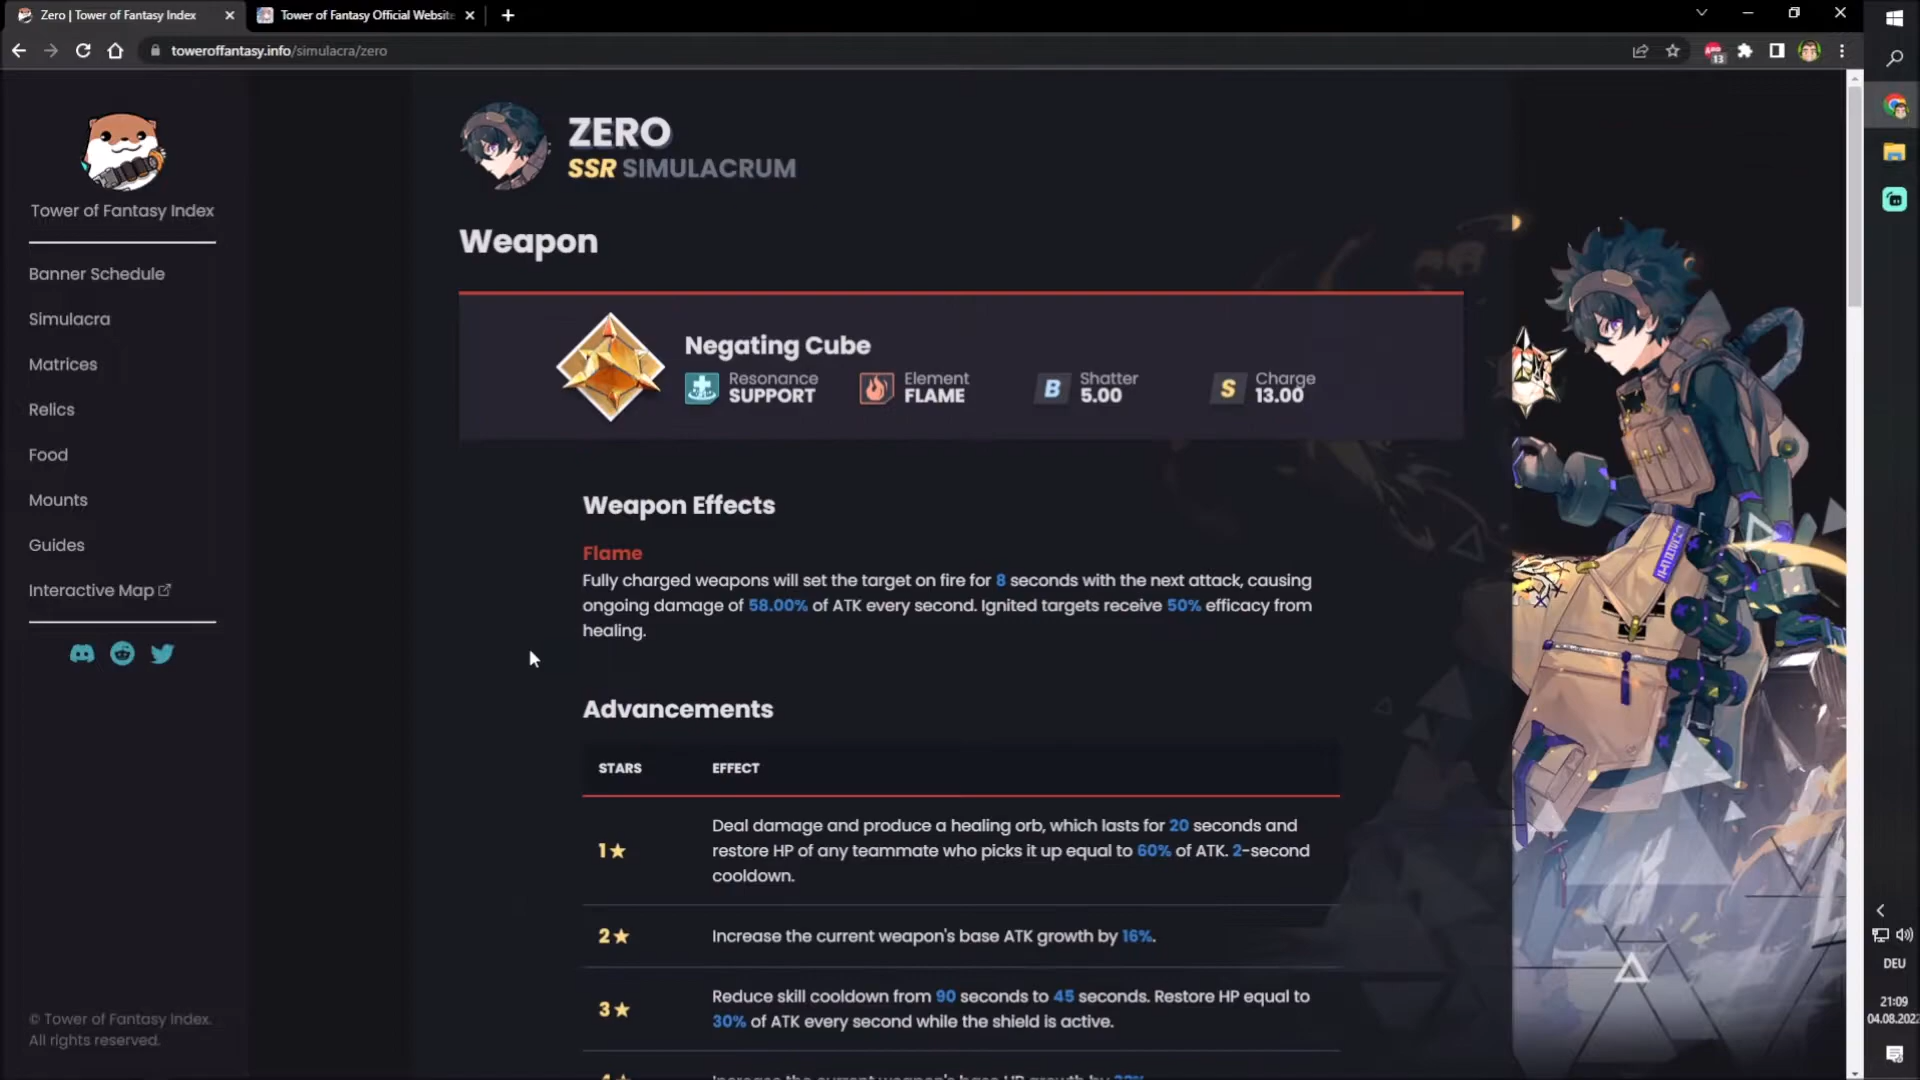 Zero | Tower of Fantasy Index
Tower of Fantasy Official Website
toweroffantasy.info/simulacra/zero
13
Tower of Fantasy Index
Banner Schedule
Simulacra
Matrices
Relics
Food
Mounts
Guides
Interactive Map
© Tower of Fantasy Index.
All rights reserved.
ZERO
SSR SIMULACRUM
Weapon
Negating Cube
Resonance
SUPPORT
Element
FLAME
B
Shatter
5.00
S
Charge
13.00
Weapon Effects
Flame
Fully charged weapons will set the target on fire for 8 seconds with the next attack, causing
ongoing damage of 58.00% of ATK every second. Ignited targets receive 50% efficacy from
healing.
Advancements
STARS EFFECT
1★
Deal damage and produce a healing orb, which lasts for 20 seconds and
restore HP of any teammate who picks it up equal to 60% of ATK. 2-second
cooldown.
2★ Increase the current weapon's base ATK growth by 16%.
3★
Reduce skill cooldown from 90 seconds to 45 seconds. Restore HP equal to
30% of ATK every second while the shield is active.
DEU
21:09
04.08.202